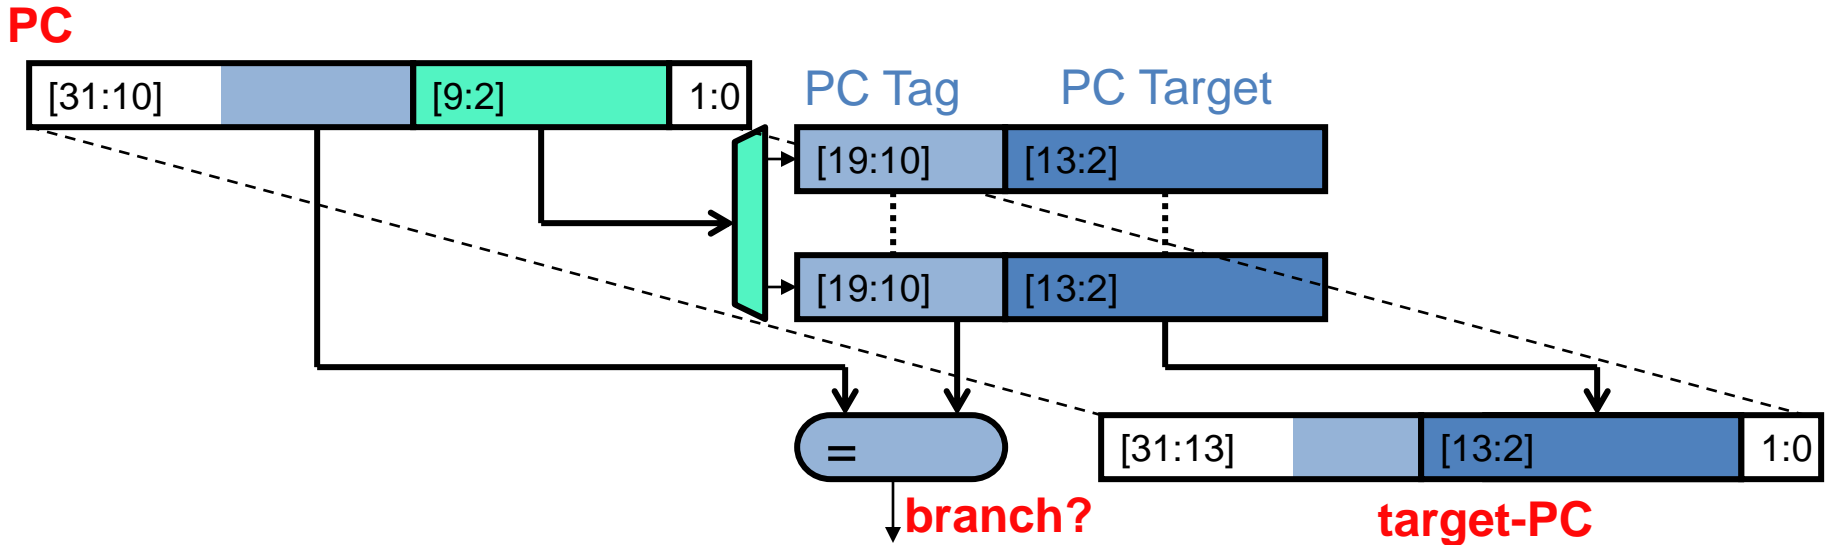 PC
[31:10] [9:2] 1:0
PC Tag PC Target
[19:10] [13:2]
[19:10] [13:2]
=
[31:13] [13:2] 1:0
branch?
target-PC